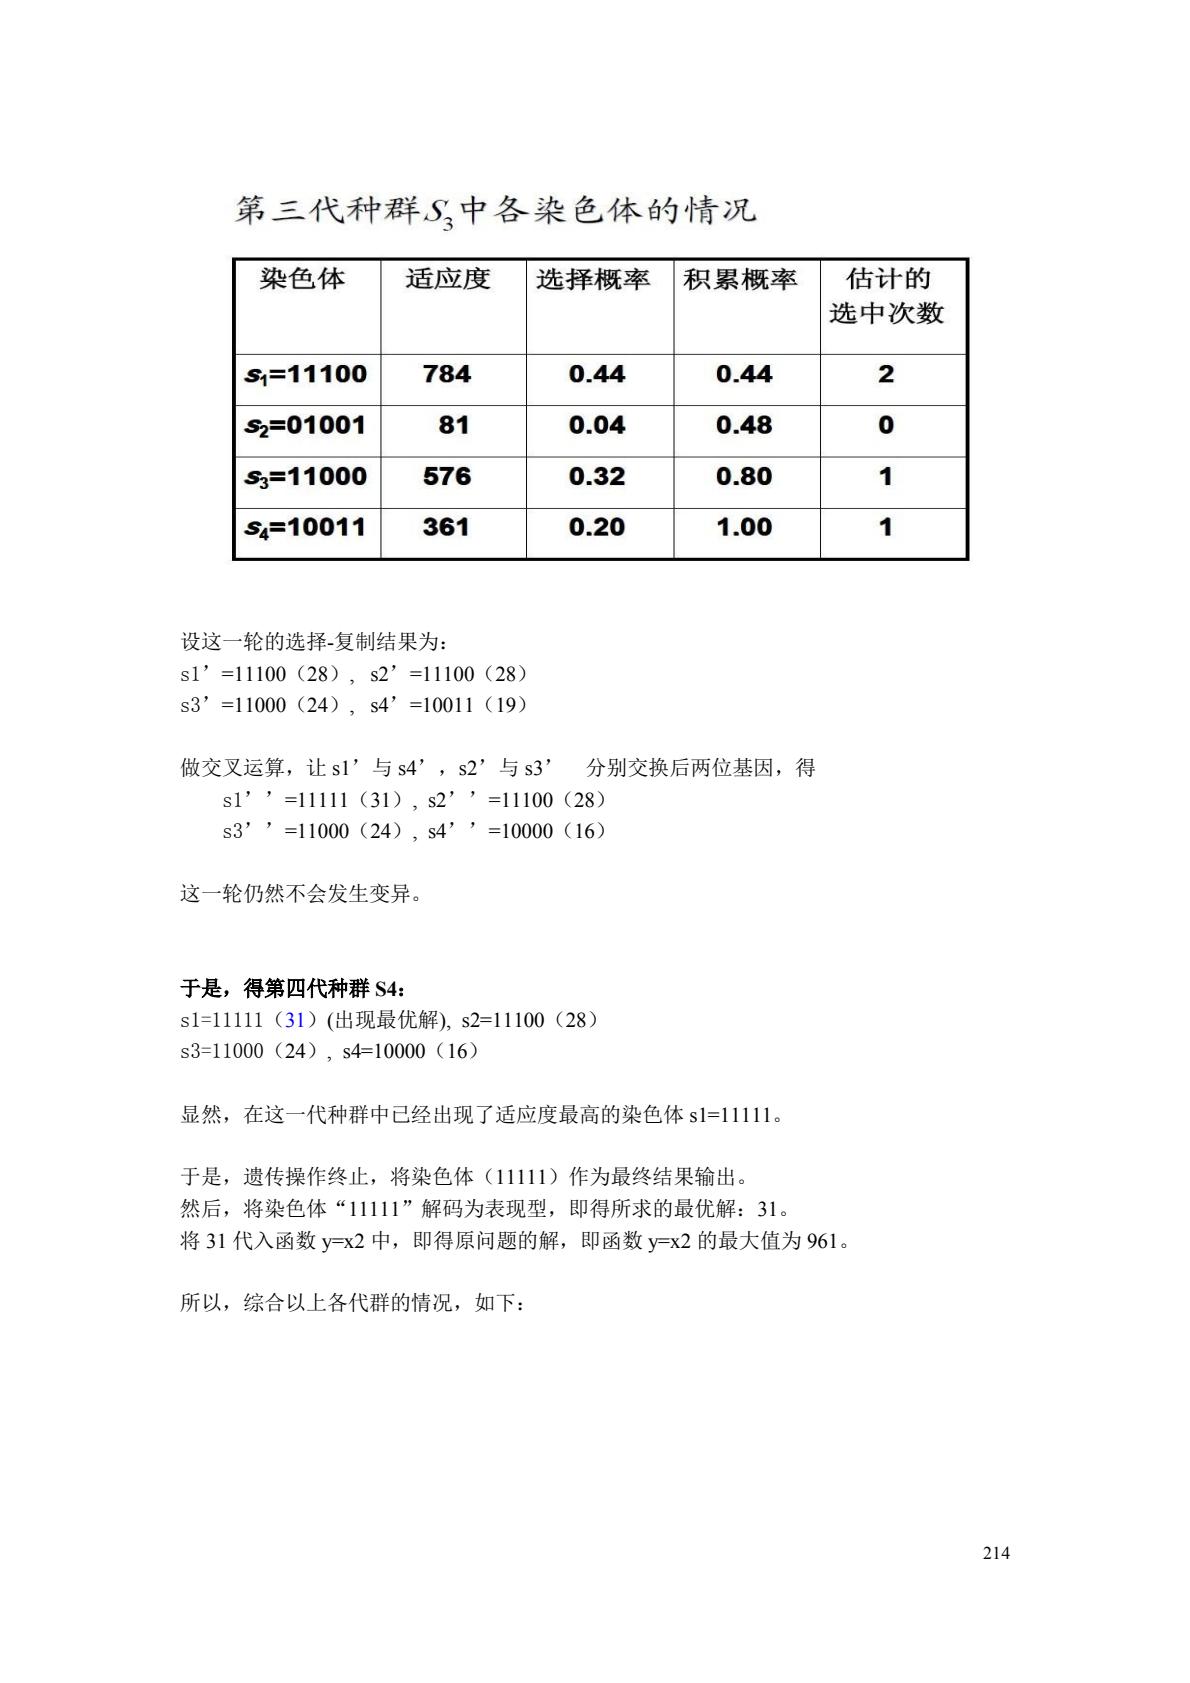 第三代种群S3中各染色体的情况
染色体 适应度 选择概率 积累概率 估计的
选中次数
s1=11100 784 0.44 0.44 2
s2=01001 81 0.04 0.48 0
s3=11000 576 0.32 0.80 1
s4=10011 361 0.20 1.00 1
设这一轮的选择-复制结果为：
s1’=11100（28）, s2’=11100（28）
s3’=11000（24）, s4’=10011（19）
做交叉运算，让 s1’与 s4’，s2’与 s3’ 分别交换后两位基因，得
s1’’=11111（31）, s2’’=11100（28）
s3’’=11000（24）, s4’’=10000（16）
这一轮仍然不会发生变异。
于是，得第四代种群 S4：
s1=11111（31）(出现最优解), s2=11100（28）
s3=11000（24）, s4=10000（16）
显然，在这一代种群中已经出现了适应度最高的染色体 s1=11111。
于是，遗传操作终止，将染色体（11111）作为最终结果输出。
然后，将染色体“11111”解码为表现型，即得所求的最优解：31。
将 31 代入函数 y=x2 中，即得原问题的解，即函数 y=x2 的最大值为 961。
所以，综合以上各代群的情况，如下：
214